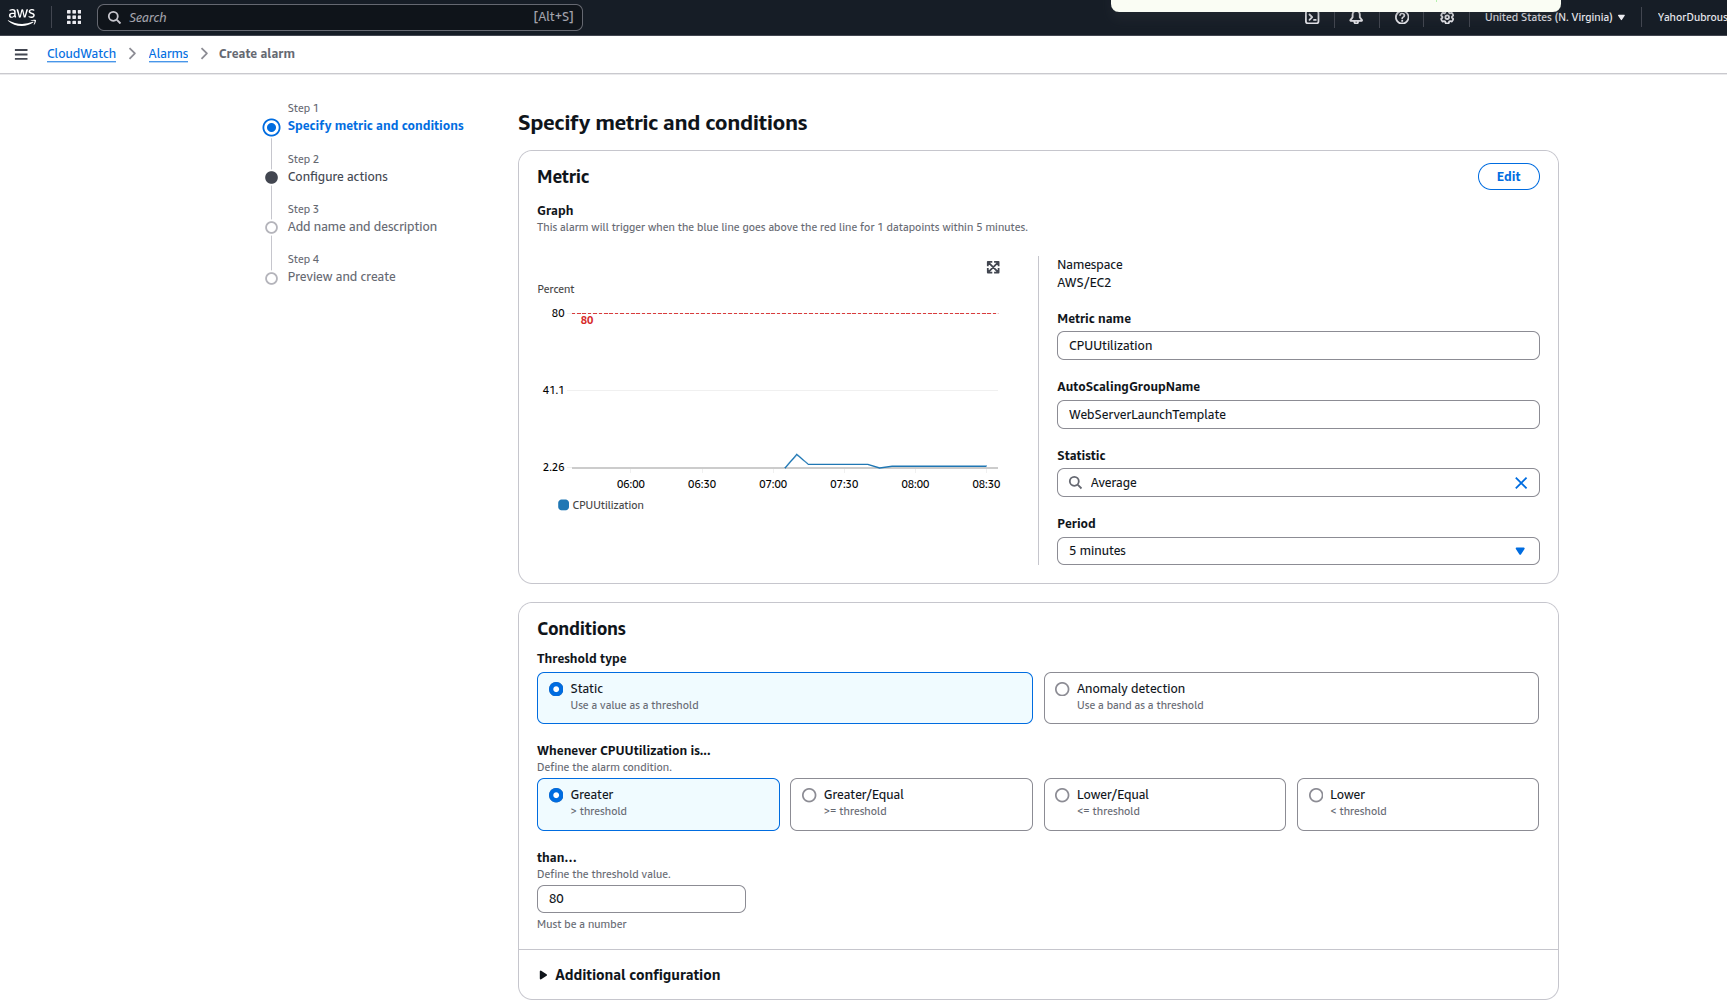 aws
Search
[Alt+S]
United States (N. Virginia)
YahorDubrous
CloudWatch
Alarms
Create alarm
Step 1
Specify metric and conditions
Step 2
Configure actions
Step 3
Add name and description
Step 4
Preview and create
Specify metric and conditions
Metric
Edit
Graph
This alarm will trigger when the blue line goes above the red line for 1 datapoints within 5 minutes.
Percent
80
80
41.1
2.26
06:00
06:30
07:00
07:30
08:00
08:30
CPUUtilization
Namespace
AWS/EC2
Metric name
CPUUtilization
AutoScalingGroupName
WebServerLaunchTemplate
Statistic
Average
Period
5 minutes
Conditions
Threshold type
Static
Use a value as a threshold
Anomaly detection
Use a band as a threshold
Whenever CPUUtilization is...
Define the alarm condition.
Greater
> threshold
Greater/Equal
>= threshold
Lower/Equal
<= threshold
Lower
< threshold
than...
Define the threshold value.
80
Must be a number
Additional configuration